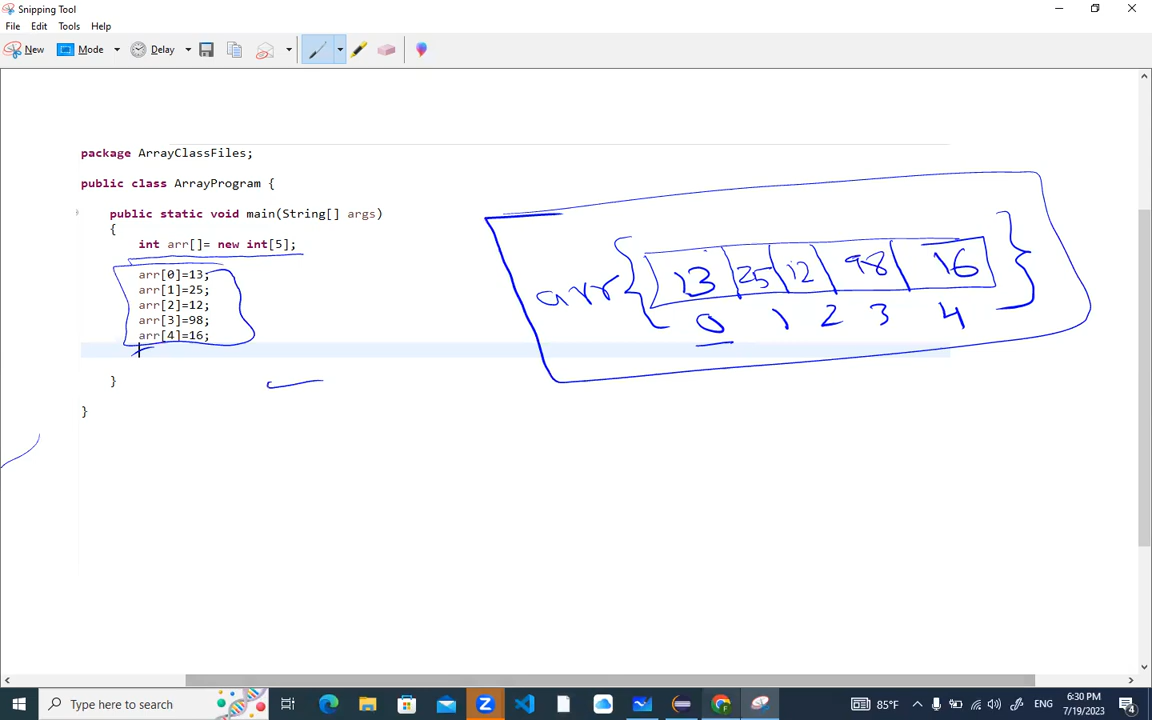 Snipping Tool
File Edit Tools Help
New Mode Delay
package ArrayClassFiles;
public class ArrayProgram {
public static void main(String[] args)
{
int arr[]= new int[5];
arr[0]=13;
arr[1]=25;
arr[2]=12;
arr[3]=98;
arr[4]=16;
}
}
arr { 13 25 12 98 16 }
0 1 2 3 4
Type here to search
85°F
ENG
6:30 PM
7/19/2023
4